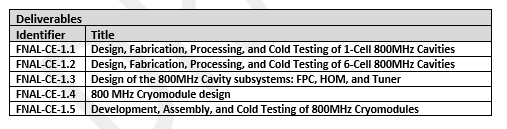 Deliverables
Identifier Title
FNAL-CE-1.1 Design, Fabrication, Processing, and Cold Testing of 1-Cell 800MHz Cavities
FNAL-CE-1.2 Design, Fabrication, Processing, and Cold Testing of 6-Cell 800MHz Cavities
FNAL-CE-1.3 Design of the 800MHz Cavity subsystems: FPC, HOM, and Tuner
FNAL-CE-1.4 800 MHz Cryomodule design
FNAL-CE-1.5 Development, Assembly, and Cold Testing of 800MHz Cryomodules